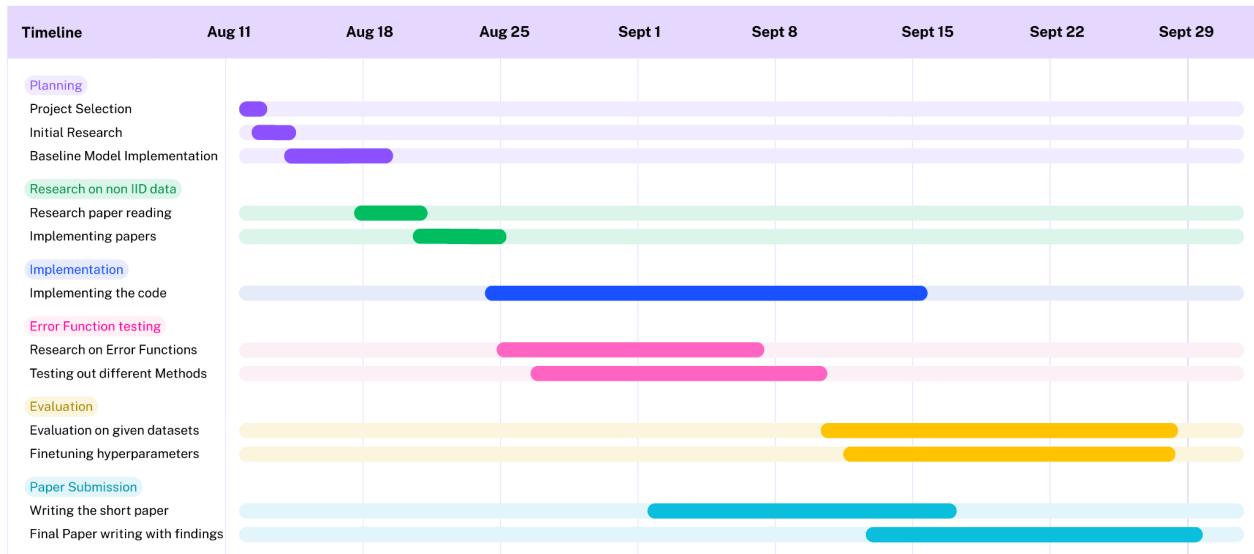 Timeline Aug 11 Aug 18 Aug 25 Sept 1 Sept 8 Sept 15 Sept 22 Sept 29
Planning
Project Selection
Initial Research
Baseline Model Implementation
Research on non IID data
Research paper reading
Implementing papers
Implementation
Implementing the code
Error Function testing
Research on Error Functions
Testing out different Methods
Evaluation
Evaluation on given datasets
Finetuning hyperparameters
Paper Submission
Writing the short paper
Final Paper writing with findings